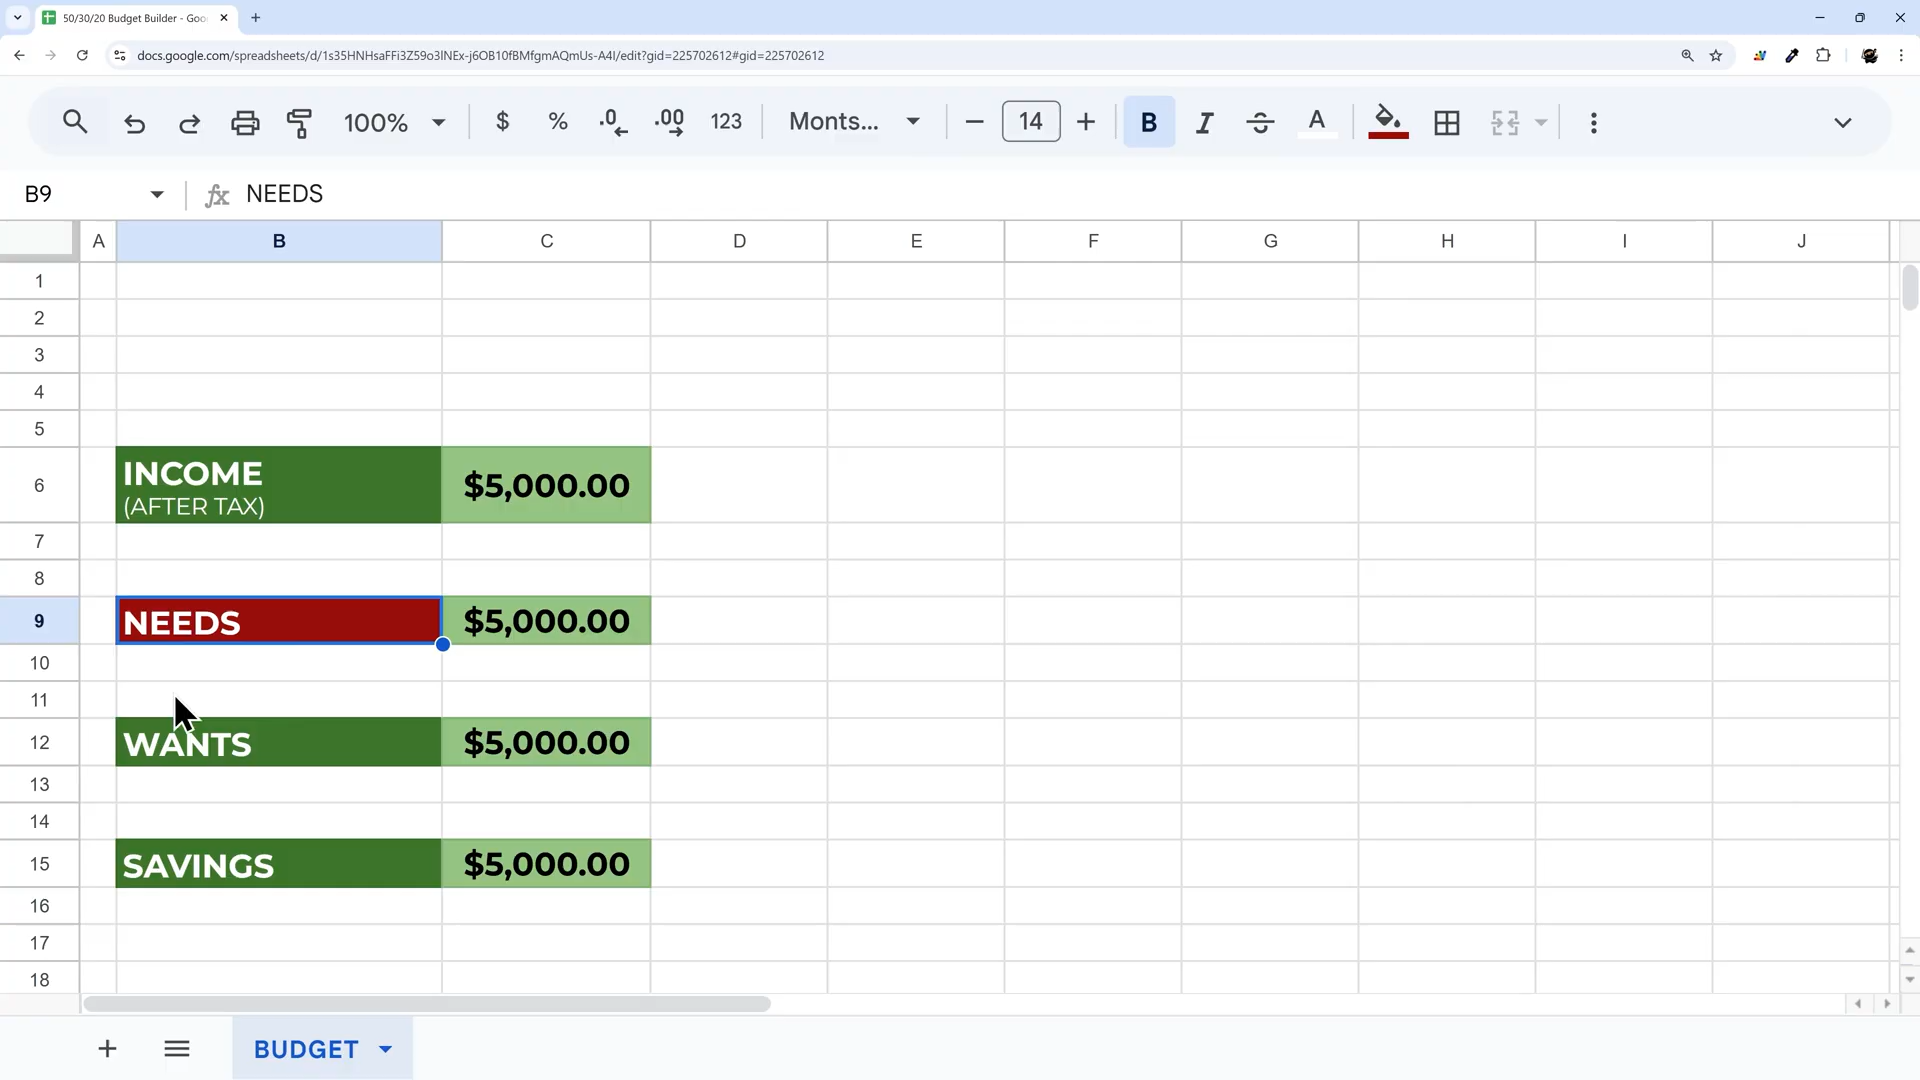 50/30/20 Budget Builder - Goo
docs.google.com/spreadsheets/d/1s35HNHsaFFi3Z59o3lNEx-j6OB10fBMfgmAQmUs-A4I/edit?gid=225702612#gid=225702612
100% $ % .0 .00 123 Monts... 14 B I A
B9 fx NEEDS
A B C D E F G H I J
1
2
3
4
5
6 INCOME $5,000.00
(AFTER TAX)
7
8
9 NEEDS $5,000.00
10
11
12 WANTS $5,000.00
13
14
15 SAVINGS $5,000.00
16
17
18
BUDGET